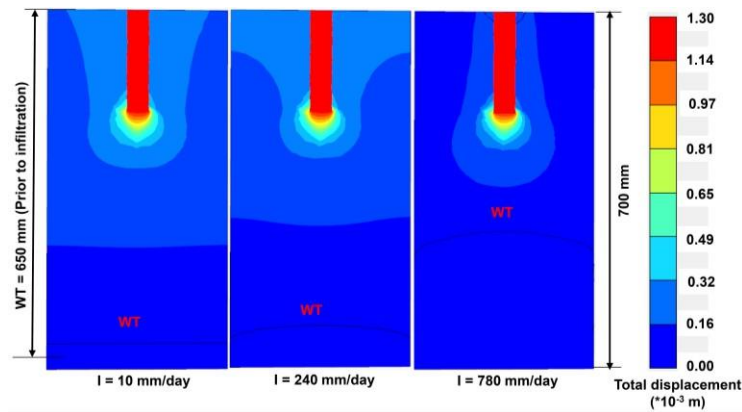 WT = 650 mm (Prior to infiltration)
WT
I = 10 mm/day
WT
I = 240 mm/day
WT
I = 780 mm/day
700 mm
1.30
1.14
0.97
0.81
0.65
0.49
0.32
0.16
0.00
Total displacement
(*10-3 m)